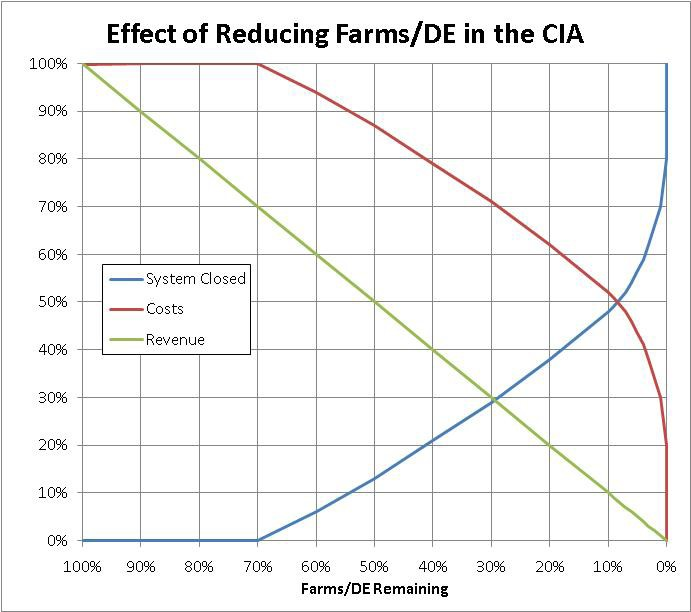 Effect of Reducing Farms/DE in the CIA
100%
90%
80%
70%
60%
50%
40%
30%
20%
10%
0%
System Closed
Costs
Revenue
100% 90% 80% 70% 60% 50% 40% 30% 20% 10% 0%
Farms/DE Remaining